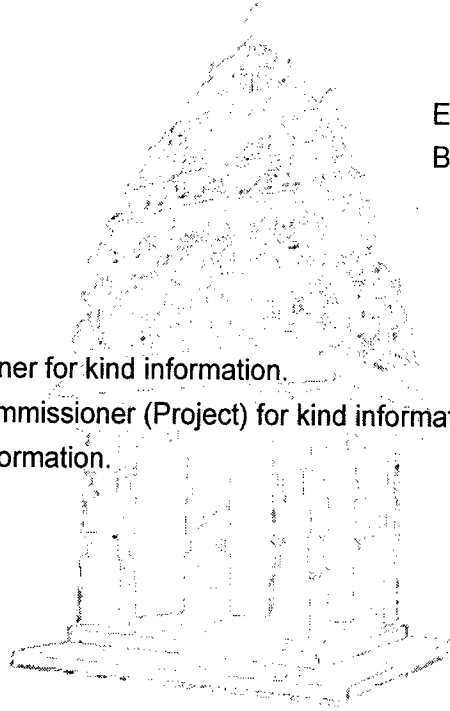 E
B
ner for kind information.
mmissioner (Project) for kind informat
ormation.